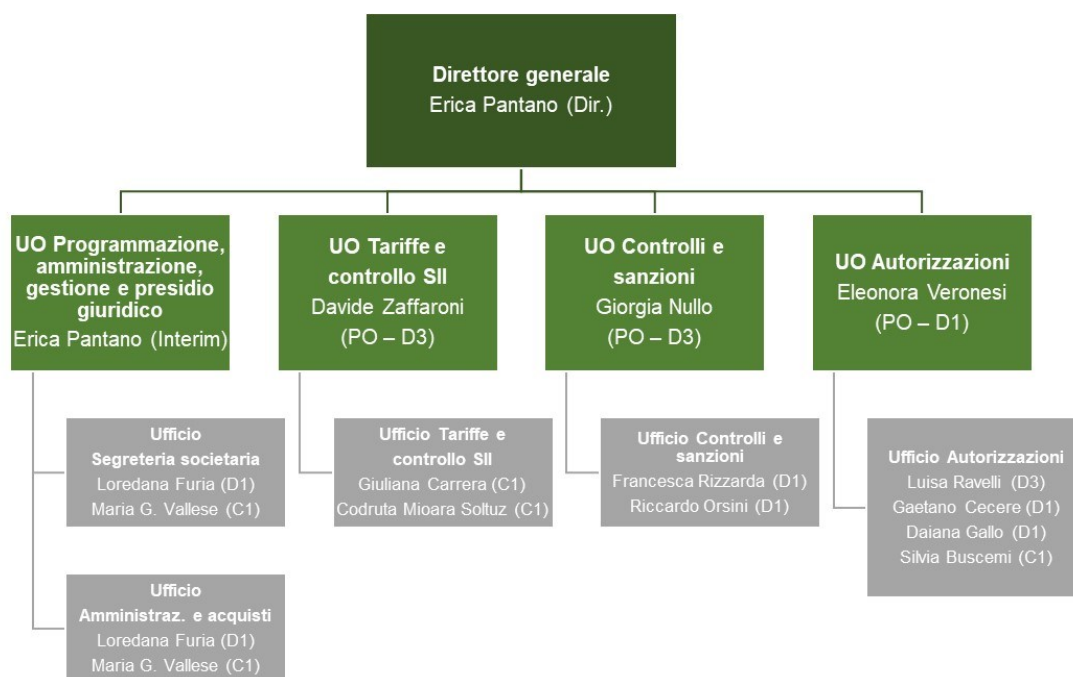 Direttore generale
Erica Pantano (Dir.)
UO Programmazione,
amministrazione,
gestione e presidio
giuridico
Erica Pantano (Interim)
UO Tariffe e
controllo SII
Davide Zaffaroni
(PO – D3)
UO Controlli e
sanzioni
Giorgia Nullo
(PO – D3)
UO Autorizzazioni
Eleonora Veronesi
(PO – D1)
Ufficio
Segreteria societaria
Loredana Furia (D1)
Maria G. Vallese (C1)
Ufficio
Amministraz. e acquisti
Loredana Furia (D1)
Maria G. Vallese (C1)
Ufficio Tariffe e
controllo SII
Giuliana Carrera (C1)
Codruta Mioara Soltuz (C1)
Ufficio Controlli e
sanzioni
Francesca Rizzarda (D1)
Riccardo Orsini (D1)
Ufficio Autorizzazioni
Luisa Ravelli (D3)
Gaetano Cecere (D1)
Daiana Gallo (D1)
Silvia Buscemi (C1)